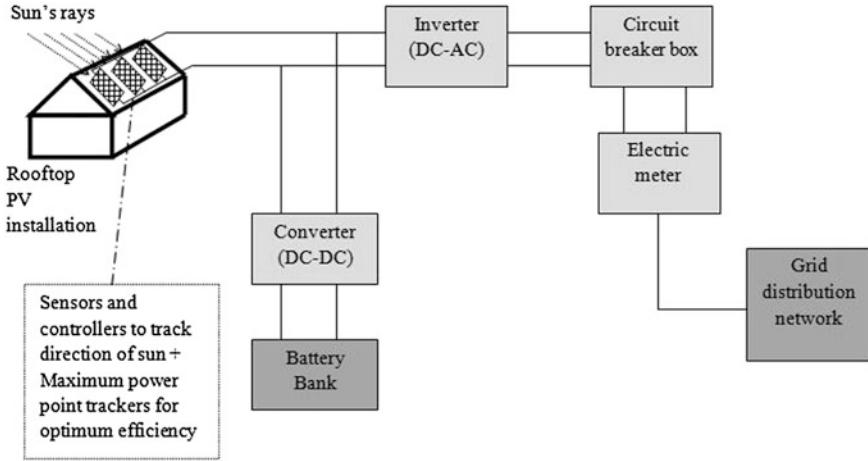 Sun's rays
Inverter
(DC-AC)
Circuit
breaker box
Electric
meter
Rooftop
PV
installation
Converter
(DC-DC)
Grid
distribution
network
Sensors and
controllers to track
direction of sun +
Maximum power
point trackers for
optimum efficiency
Battery
Bank